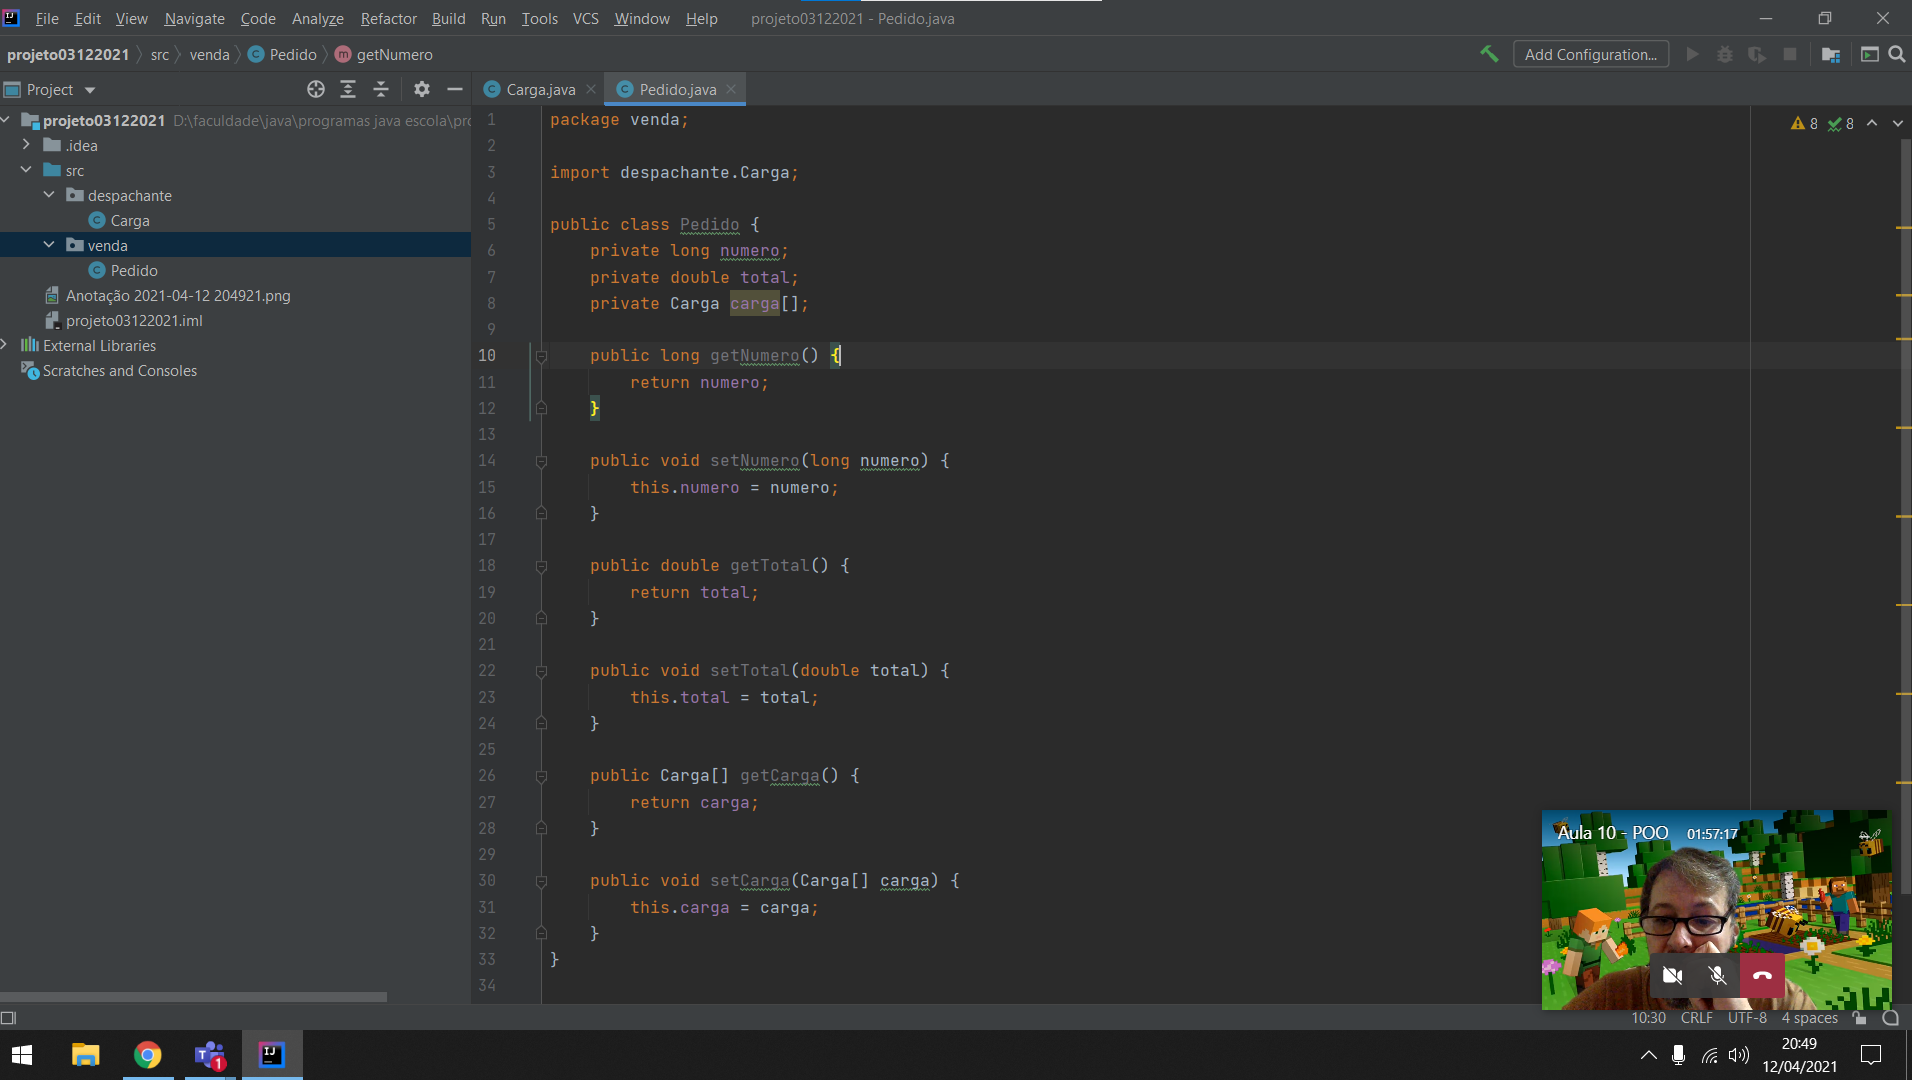 File Edit View Navigate Code Analyze Refactor Build Run Tools VCS Window Help projeto03122021 - Pedido.java
projeto03122021 src venda Pedido getNumero Add Configuration...
Project
Carga.java Pedido.java
projeto03122021 D:\faculdade\java\programas java escola\pro
.idea
src
despachante
Carga
venda
Pedido
Anotação 2021-04-12 204921.png
projeto03122021.iml
External Libraries
Scratches and Consoles
8 8
1 package venda;
2
3 import despachante.Carga;
4
5 public class Pedido {
6 private long numero;
7 private double total;
8 private Carga carga[];
9
10 public long getNumero() {
11 return numero;
12 }
13
14 public void setNumero(long numero) {
15 this.numero = numero;
16 }
17
18 public double getTotal() {
19 return total;
20 }
21
22 public void setTotal(double total) {
23 this.total = total;
24 }
25
26 public Carga[] getCarga() {
27 return carga;
28 }
29
30 public void setCarga(Carga[] carga) {
31 this.carga = carga;
32 }
33 }
34
Aula 10 - POO 01:57:17
10:30 CRLF UTF-8 4 spaces
20:49
12/04/2021